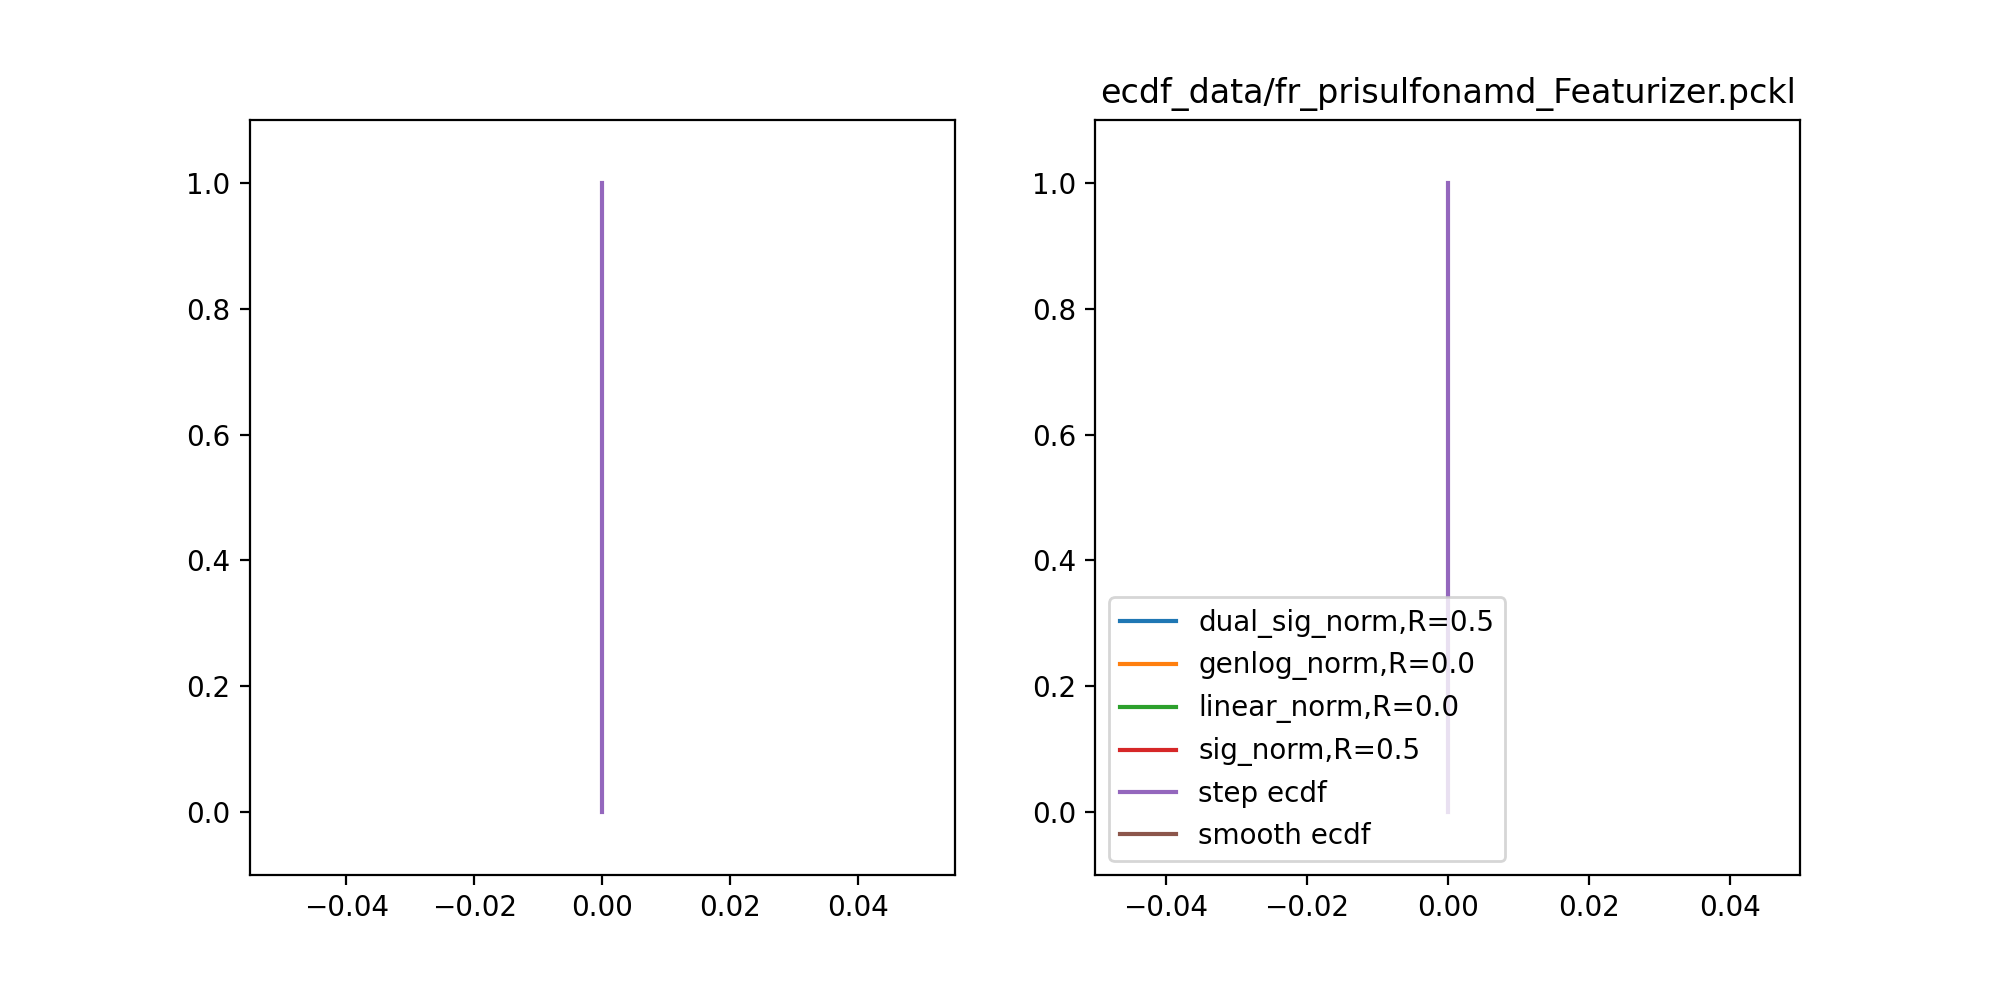 ecdf_data/fr_prisulfonamd_Featurizer.pckl
1.0
0.8
0.6
0.4
0.2
0.0
−0.04 −0.02 0.00 0.02 0.04
1.0
0.8
0.6
0.4
0.2
0.0
dual_sig_norm,R=0.5
genlog_norm,R=0.0
linear_norm,R=0.0
sig_norm,R=0.5
step ecdf
smooth ecdf
−0.04 −0.02 0.00 0.02 0.04